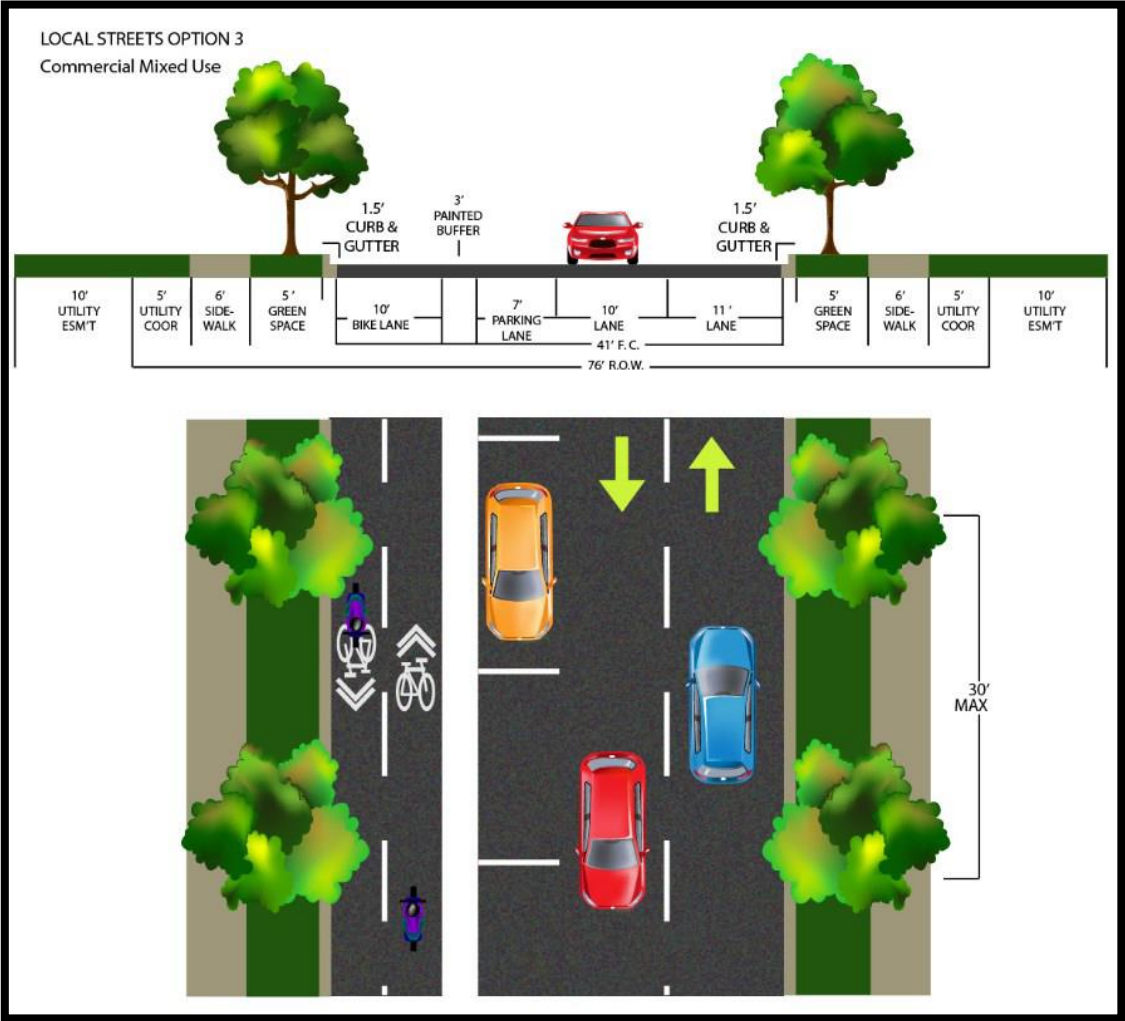 LOCAL STREETS OPTION 3
Commercial Mixed Use
1.5'
CURB &
GUTTER
3'
PAINTED
BUFFER
1.5'
CURB &
GUTTER
10'
UTILITY
ESM'T
5'
UTILITY
COOR
6'
SIDE-
WALK
5'
GREEN
SPACE
10'
BIKE LANE
7'
PARKING
LANE
10'
LANE
11'
LANE
5'
GREEN
SPACE
6'
SIDE-
WALK
5'
UTILITY
COOR
10'
UTILITY
ESM'T
41' F. C.
76' R.O.W.
30'
MAX